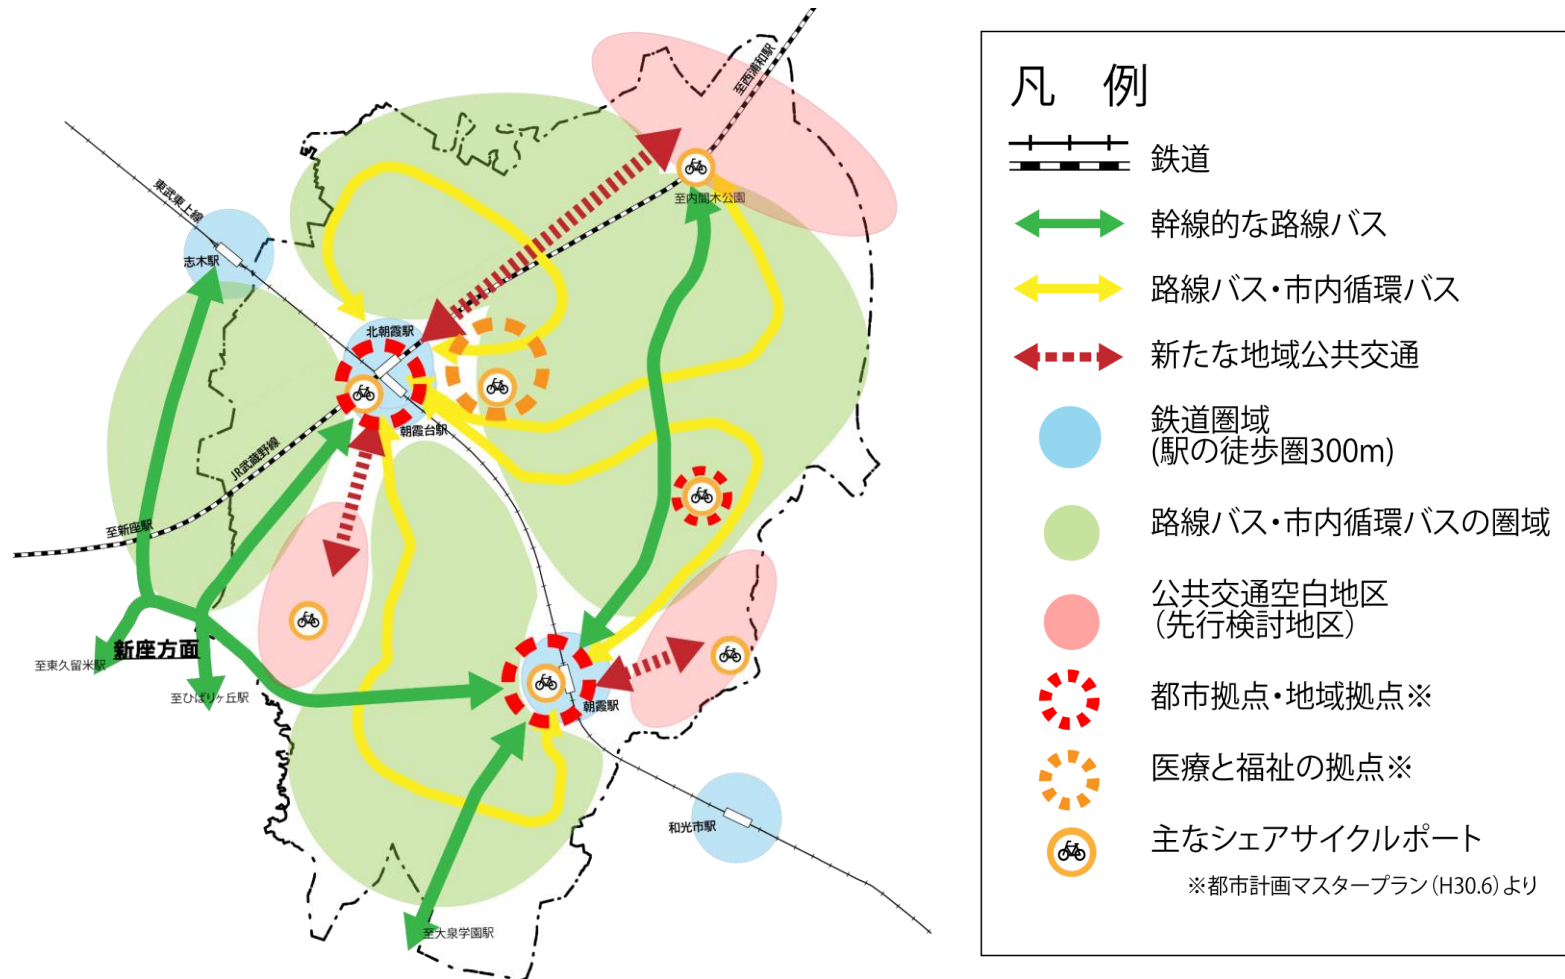 至西浦和駅
東武東上線
志木駅
至内間木公園
北朝霞駅
朝霞台駅
JR武蔵野線
至新座駅
新座方面
至東久留米駅
至ひばりヶ丘駅
朝霞駅
和光市駅
至大泉学園駅
凡 例
鉄道
幹線的な路線バス
路線バス・市内循環バス
新たな地域公共交通
鉄道圏域
(駅の徒歩圏300m)
路線バス・市内循環バスの圏域
公共交通空白地区
（先行検討地区）
都市拠点・地域拠点※
医療と福祉の拠点※
主なシェアサイクルポート
※都市計画マスタープラン（H30.6）より